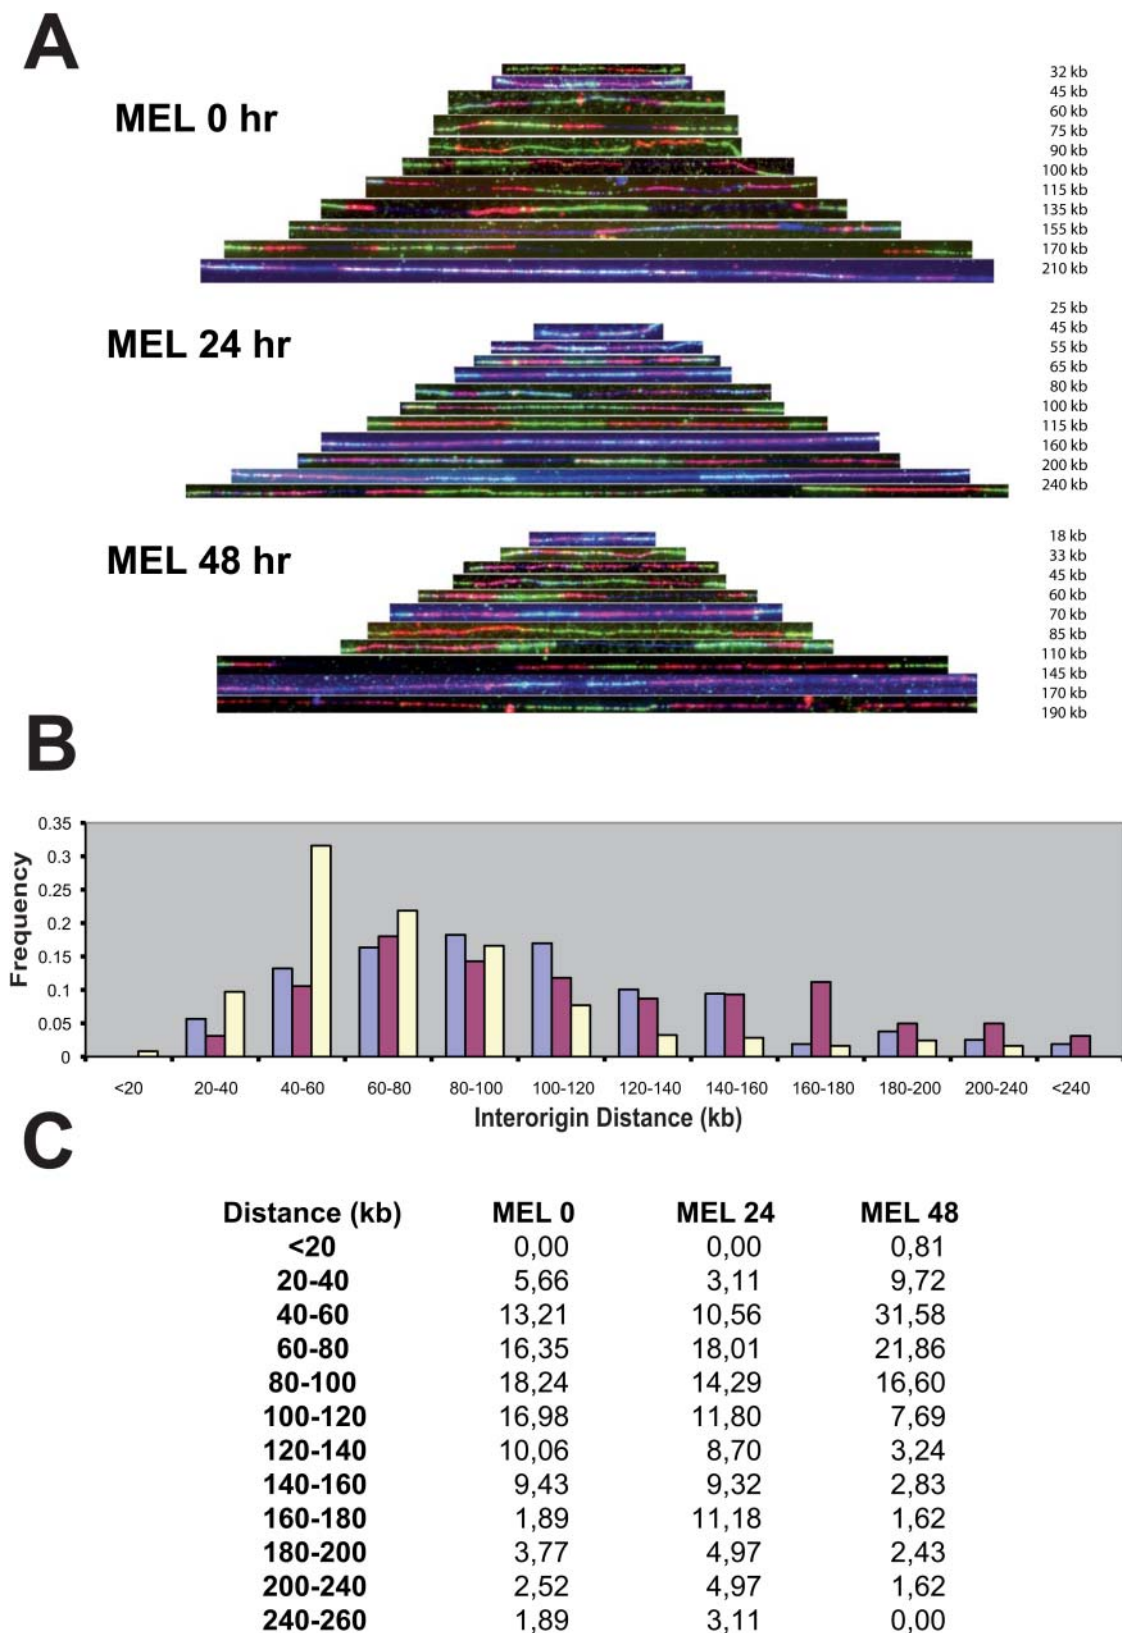 A
MEL 0 hr
32 kb
45 kb
60 kb
75 kb
90 kb
100 kb
115 kb
135 kb
155 kb
170 kb
210 kb
MEL 24 hr
25 kb
45 kb
55 kb
65 kb
80 kb
100 kb
115 kb
160 kb
200 kb
240 kb
MEL 48 hr
18 kb
33 kb
45 kb
60 kb
70 kb
85 kb
110 kb
145 kb
170 kb
190 kb
B
Frequency
0.35
0.3
0.25
0.2
0.15
0.1
0.05
0
<20 20-40 40-60 60-80 80-100 100-120 120-140 140-160 160-180 180-200 200-240 <240
Interorigin Distance (kb)
C
Distance (kb) MEL 0 MEL 24 MEL 48
<20 0,00 0,00 0,81
20-40 5,66 3,11 9,72
40-60 13,21 10,56 31,58
60-80 16,35 18,01 21,86
80-100 18,24 14,29 16,60
100-120 16,98 11,80 7,69
120-140 10,06 8,70 3,24
140-160 9,43 9,32 2,83
160-180 1,89 11,18 1,62
180-200 3,77 4,97 2,43
200-240 2,52 4,97 1,62
240-260 1,89 3,11 0,00